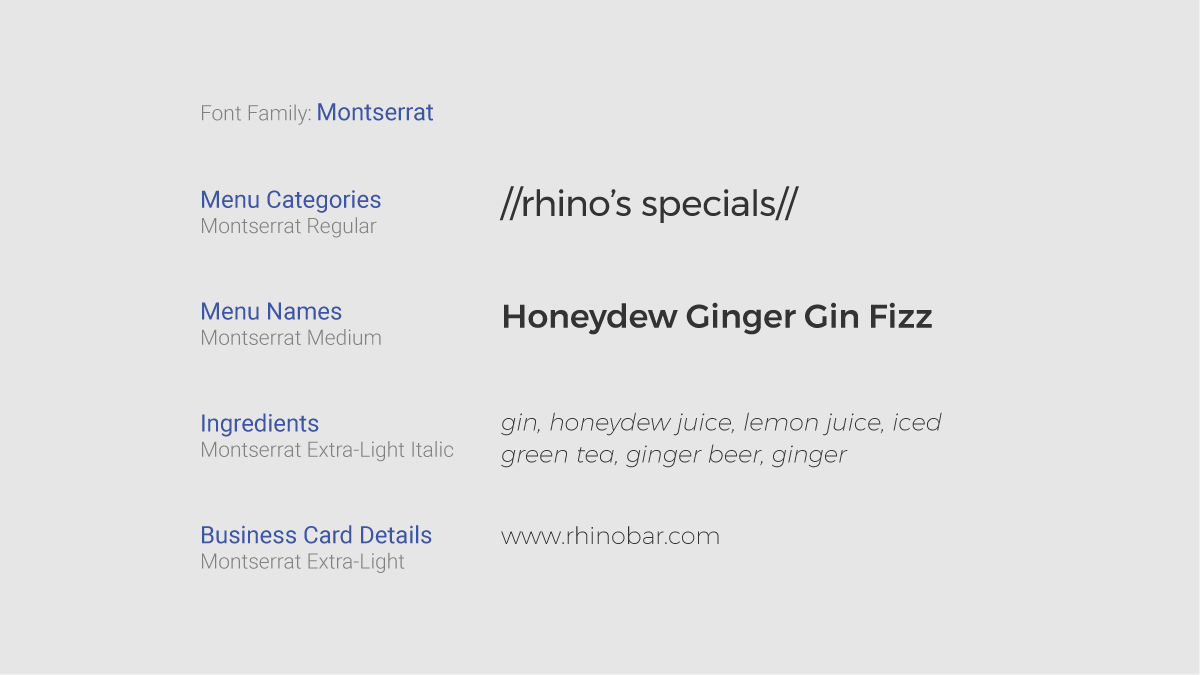 Font Family: Montserrat
Menu Categories
Montserrat Regular
//rhino’s specials//
Menu Names
Montserrat Medium
Honeydew Ginger Gin Fizz
Ingredients
Montserrat Extra-Light Italic
gin, honeydew juice, lemon juice, iced
green tea, ginger beer, ginger
Business Card Details
Montserrat Extra-Light
www.rhinobar.com